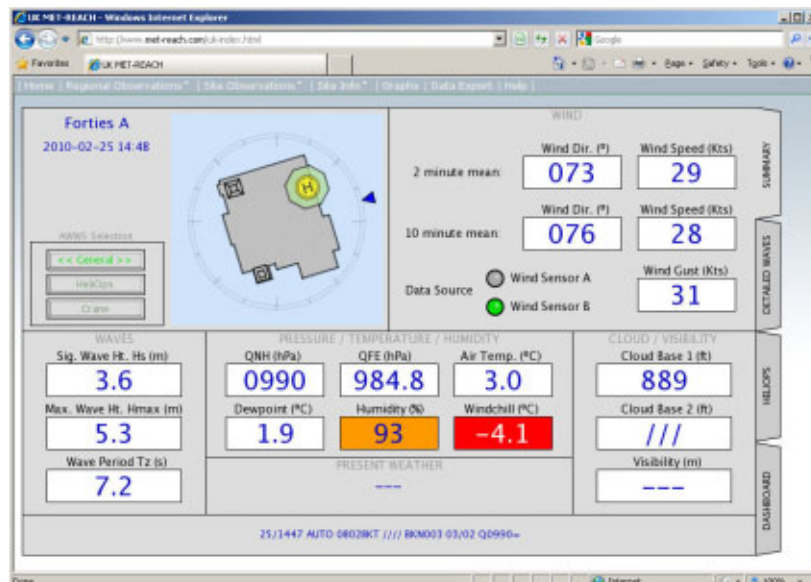 UK MET-REACH - Windows Internet Explorer
http://www.met-reach.com/uk-index.html
Google
Favorites UK MET-REACH Page Safety Tools
| Home | Regional Observations | Site Observations | Site Info | Graphs | Data Export | Help |
Forties A
2010-02-25 14:48
AWWS Selection
<< General >>
HeliOps
Crane
H
WIND
Wind Dir. (º) Wind Speed (Kts)
2 minute mean: 073 29
Wind Dir. (º) Wind Speed (Kts)
10 minute mean: 076 28
Data Source Wind Sensor A
Wind Sensor B
Wind Gust (Kts)
31
SUMMARY
DETAILED WAVES
HELIOPS
DASHBOARD
WAVES
Sig. Wave Ht. Hs (m)
3.6
Max. Wave Ht. Hmax (m)
5.3
Wave Period Tz (s)
7.2
PRESSURE / TEMPERATURE / HUMIDITY
QNH (hPa) QFE (hPa) Air Temp. (ºC)
0990 984.8 3.0
Dewpoint (ºC) Humidity (%) Windchill (ºC)
1.9 93 -4.1
PRESENT WEATHER
---
CLOUD / VISIBILITY
Cloud Base 1 (ft)
889
Cloud Base 2 (ft)
///
Visibility (m)
---
25/1447 AUTO 08028KT //// BKN003 03/02 Q0990=
Done Internet 100%